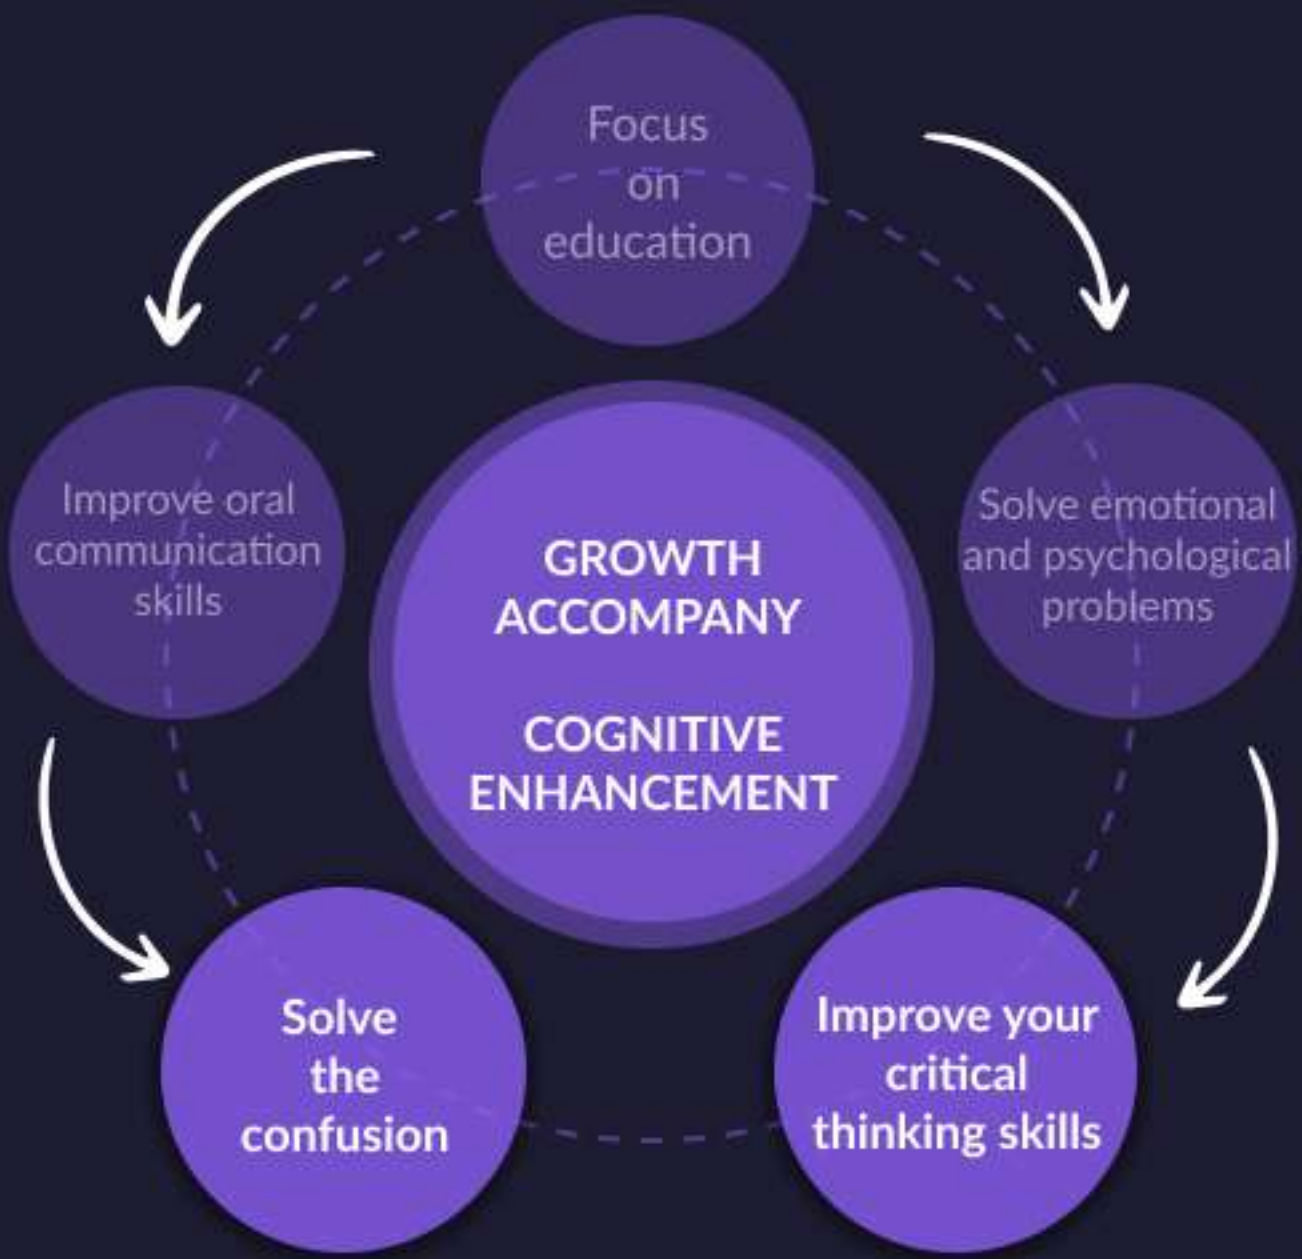 Focus
on
education
Improve oral
communication
skills
Solve emotional
and psychological
problems
GROWTH
ACCOMPANY
COGNITIVE
ENHANCEMENT
Solve
the
confusion
Improve your
critical
thinking skills